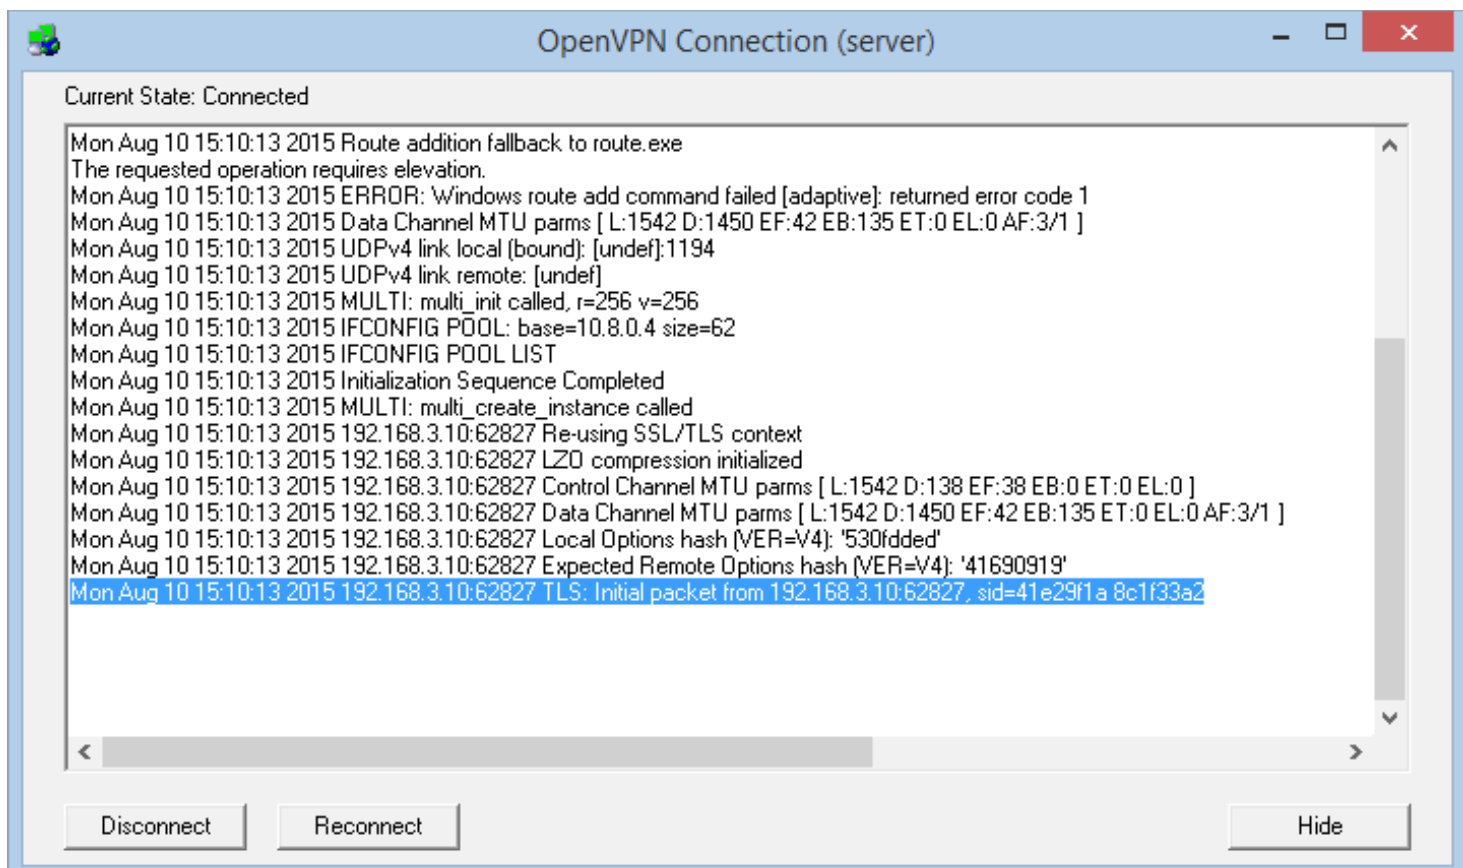 OpenVPN Connection (server)
Current State: Connected
Mon Aug 10 15:10:13 2015 Route addition fallback to route.exe
The requested operation requires elevation.
Mon Aug 10 15:10:13 2015 ERROR: Windows route add command failed [adaptive]: returned error code 1
Mon Aug 10 15:10:13 2015 Data Channel MTU parms [ L:1542 D:1450 EF:42 EB:135 ET:0 EL:0 AF:3/1 ]
Mon Aug 10 15:10:13 2015 UDPv4 link local (bound): [undef]:1194
Mon Aug 10 15:10:13 2015 UDPv4 link remote: [undef]
Mon Aug 10 15:10:13 2015 MULTI: multi_init called, r=256 v=256
Mon Aug 10 15:10:13 2015 IFCONFIG POOL: base=10.8.0.4 size=62
Mon Aug 10 15:10:13 2015 IFCONFIG POOL LIST
Mon Aug 10 15:10:13 2015 Initialization Sequence Completed
Mon Aug 10 15:10:13 2015 MULTI: multi_create_instance called
Mon Aug 10 15:10:13 2015 192.168.3.10:62827 Re-using SSL/TLS context
Mon Aug 10 15:10:13 2015 192.168.3.10:62827 LZO compression initialized
Mon Aug 10 15:10:13 2015 192.168.3.10:62827 Control Channel MTU parms [ L:1542 D:138 EF:38 EB:0 ET:0 EL:0 ]
Mon Aug 10 15:10:13 2015 192.168.3.10:62827 Data Channel MTU parms [ L:1542 D:1450 EF:42 EB:135 ET:0 EL:0 AF:3/1 ]
Mon Aug 10 15:10:13 2015 192.168.3.10:62827 Local Options hash (VER=V4): '530fdded'
Mon Aug 10 15:10:13 2015 192.168.3.10:62827 Expected Remote Options hash (VER=V4): '41690919'
Mon Aug 10 15:10:13 2015 192.168.3.10:62827 TLS: Initial packet from 192.168.3.10:62827, sid=41e29f1a 8c1f33a2
Disconnect
Reconnect
Hide